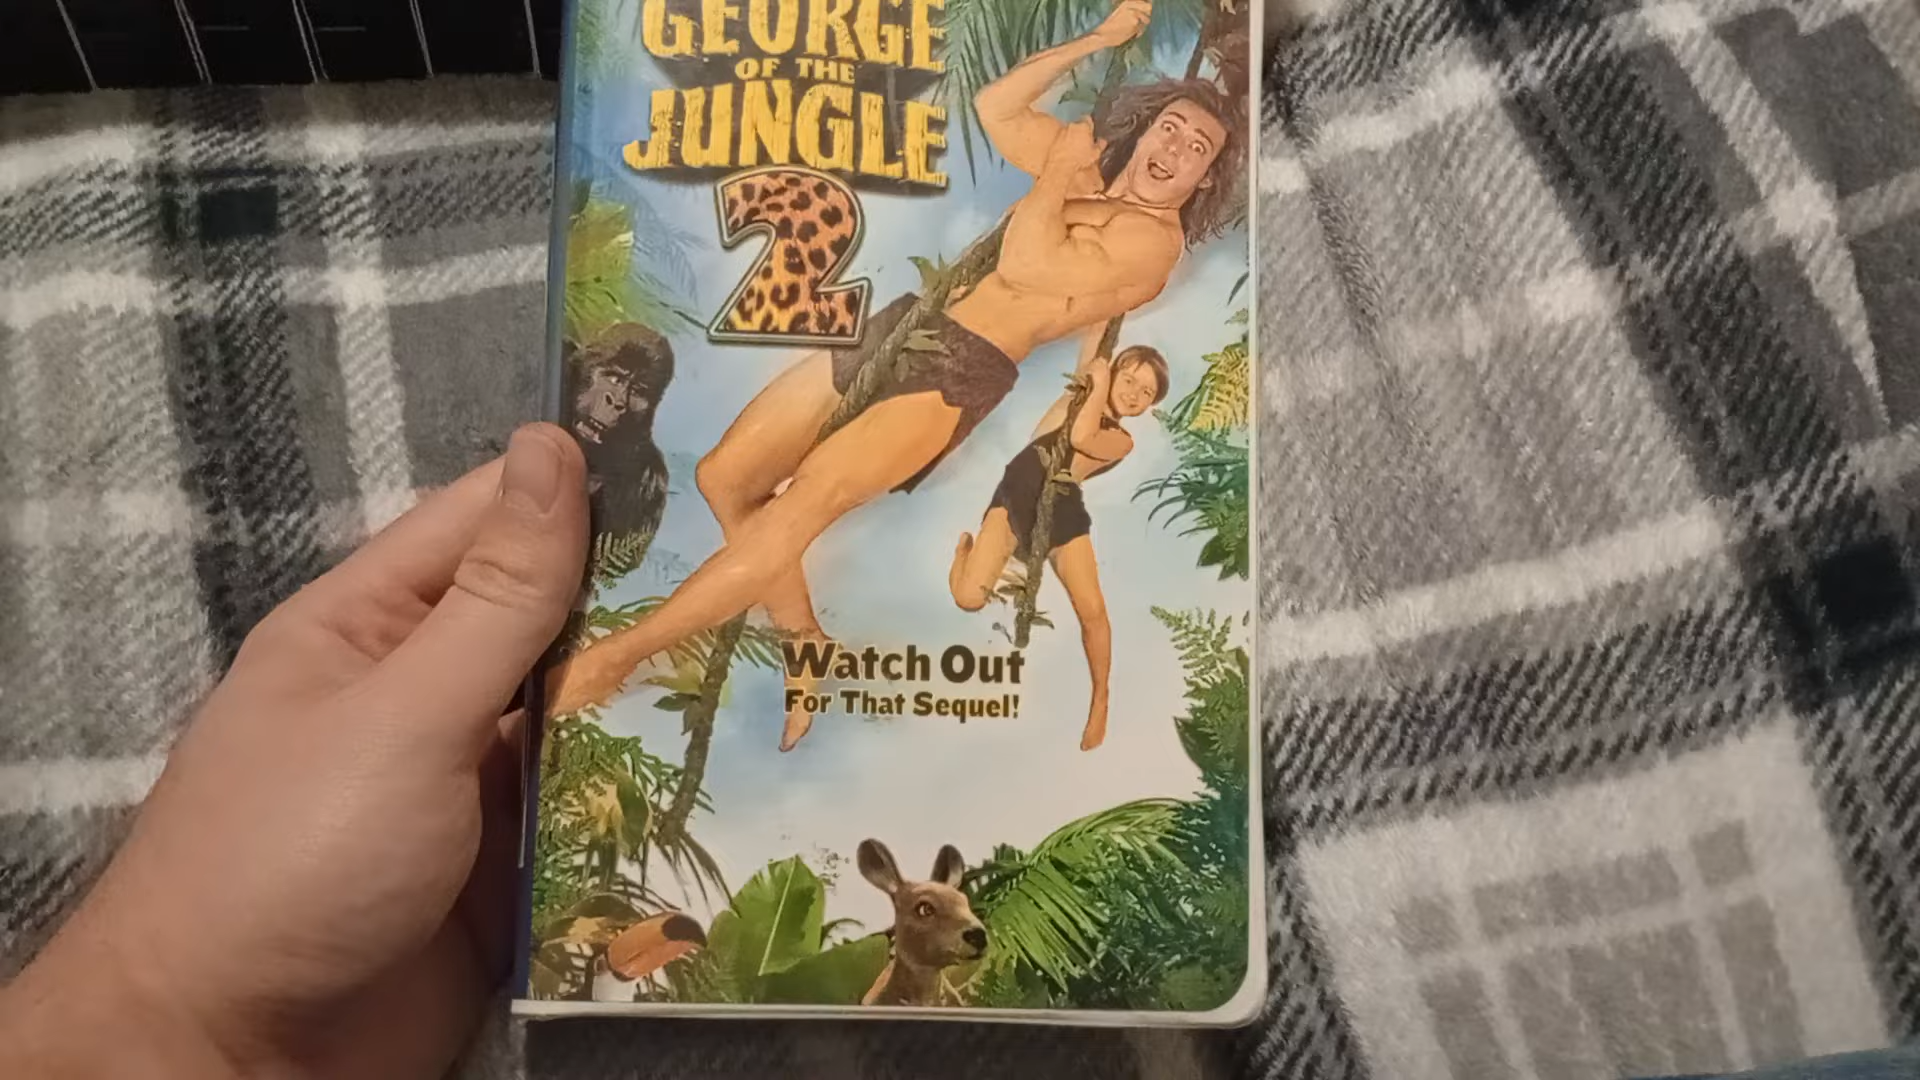 GEORGE
OF THE
JUNGLE
2
Watch Out
For That Sequel!